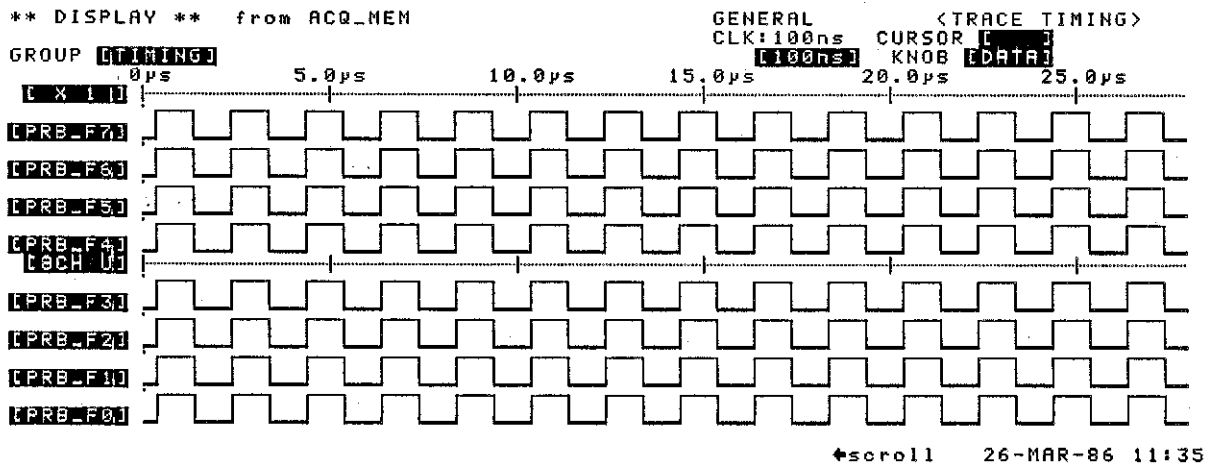 ** DISPLAY ** from ACQ_MEM GENERAL <TRACE TIMING>
CLK:100ns CURSOR [ ]
GROUP [TIMING] [100ns] KNOB [DATA]
0µs 5.0µs 10.0µs 15.0µs 20.0µs 25.0µs
[ X 1 ]
[PRB_F7]
[PRB_F6]
[PRB_F5]
[PRB_F4]
[8CH U]
[PRB_F3]
[PRB_F2]
[PRB_F1]
[PRB_F0]
←scroll 26-MAR-86 11:35